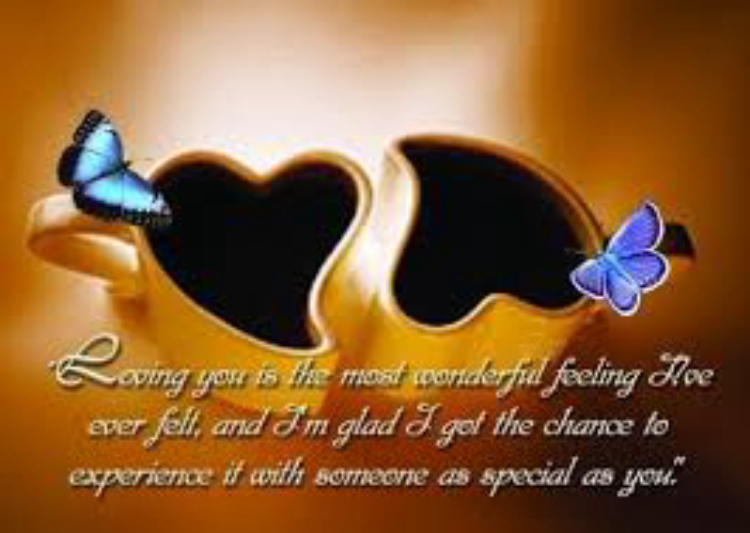 "Loving you is the most wonderful feeling I've
ever felt, and I'm glad I got the chance to
experience it with someone as special as you."